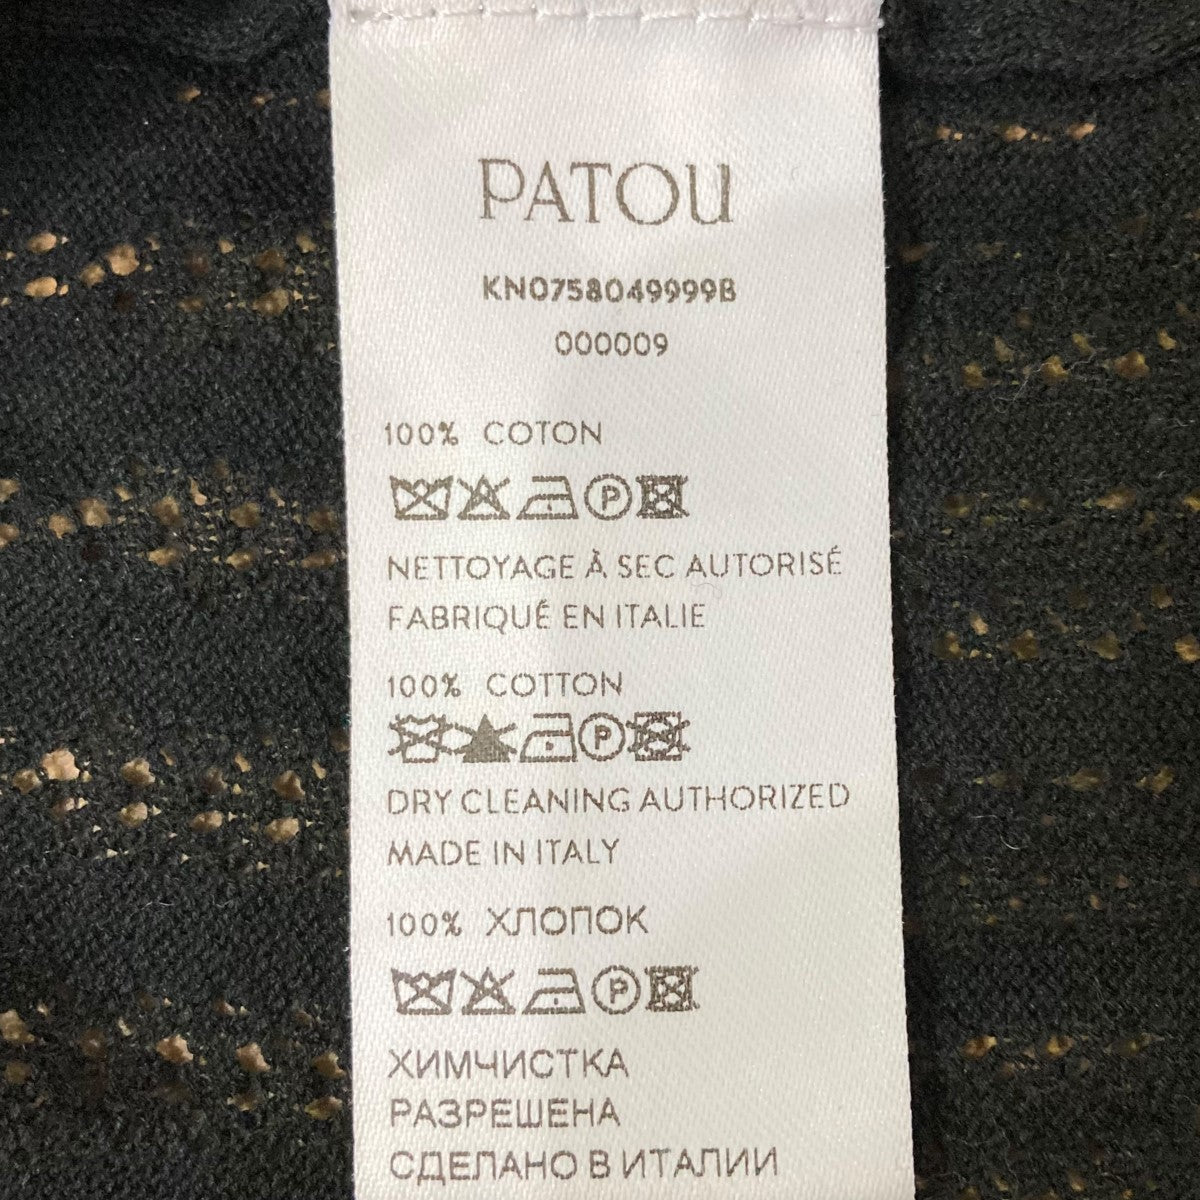 PATOU
KN0758049999B
000009
100% COTON
P
NETTOYAGE À SEC AUTORISÉ
FABRIQUÉ EN ITALIE
100% COTTON
P
DRY CLEANING AUTHORIZED
MADE IN ITALY
100% ХЛОПОК
P
ХИМЧИСТКА
РАЗРЕШЕНА
СДЕЛАНО В ИТАЛИИ